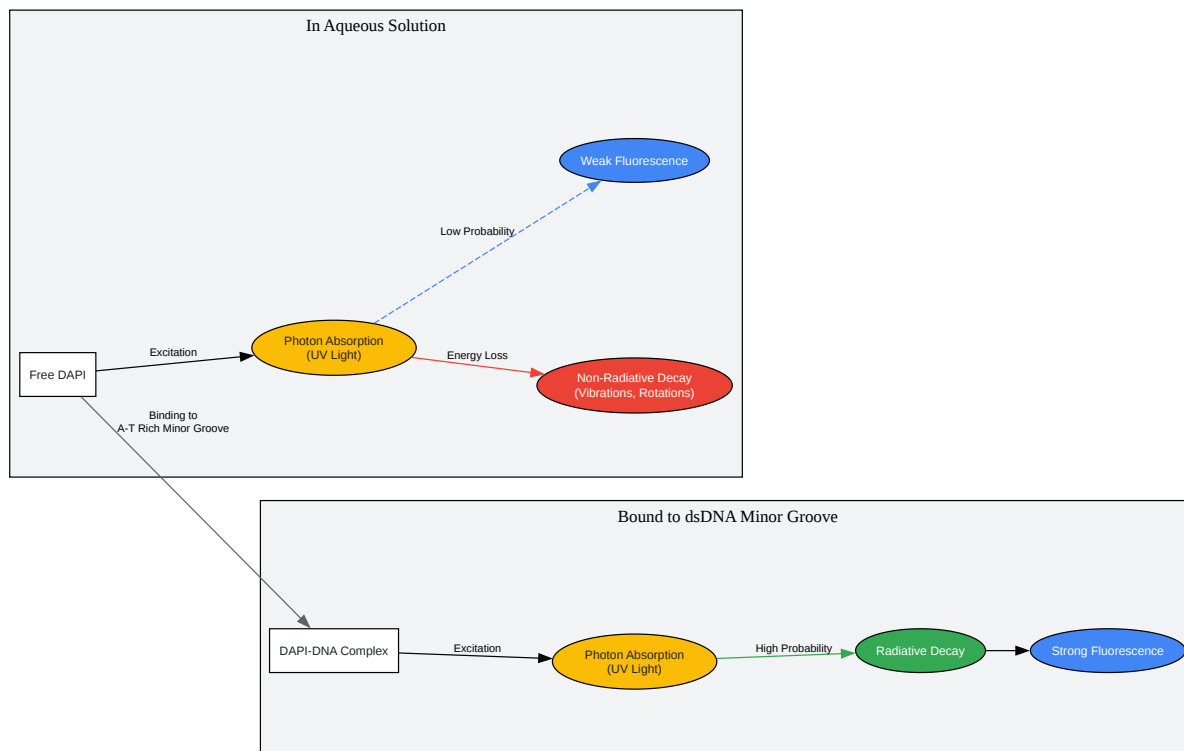 In Aqueous Solution
Weak Fluorescence
Low Probability
Photon Absorption
(UV Light)
Excitation
Energy Loss
Free DAPI
Non-Radiative Decay
(Vibrations, Rotations)
Binding to
A-T Rich Minor Groove
Bound to dsDNA Minor Groove
DAPI-DNA Complex
Excitation
Photon Absorption
(UV Light)
High Probability
Radiative Decay
Strong Fluorescence